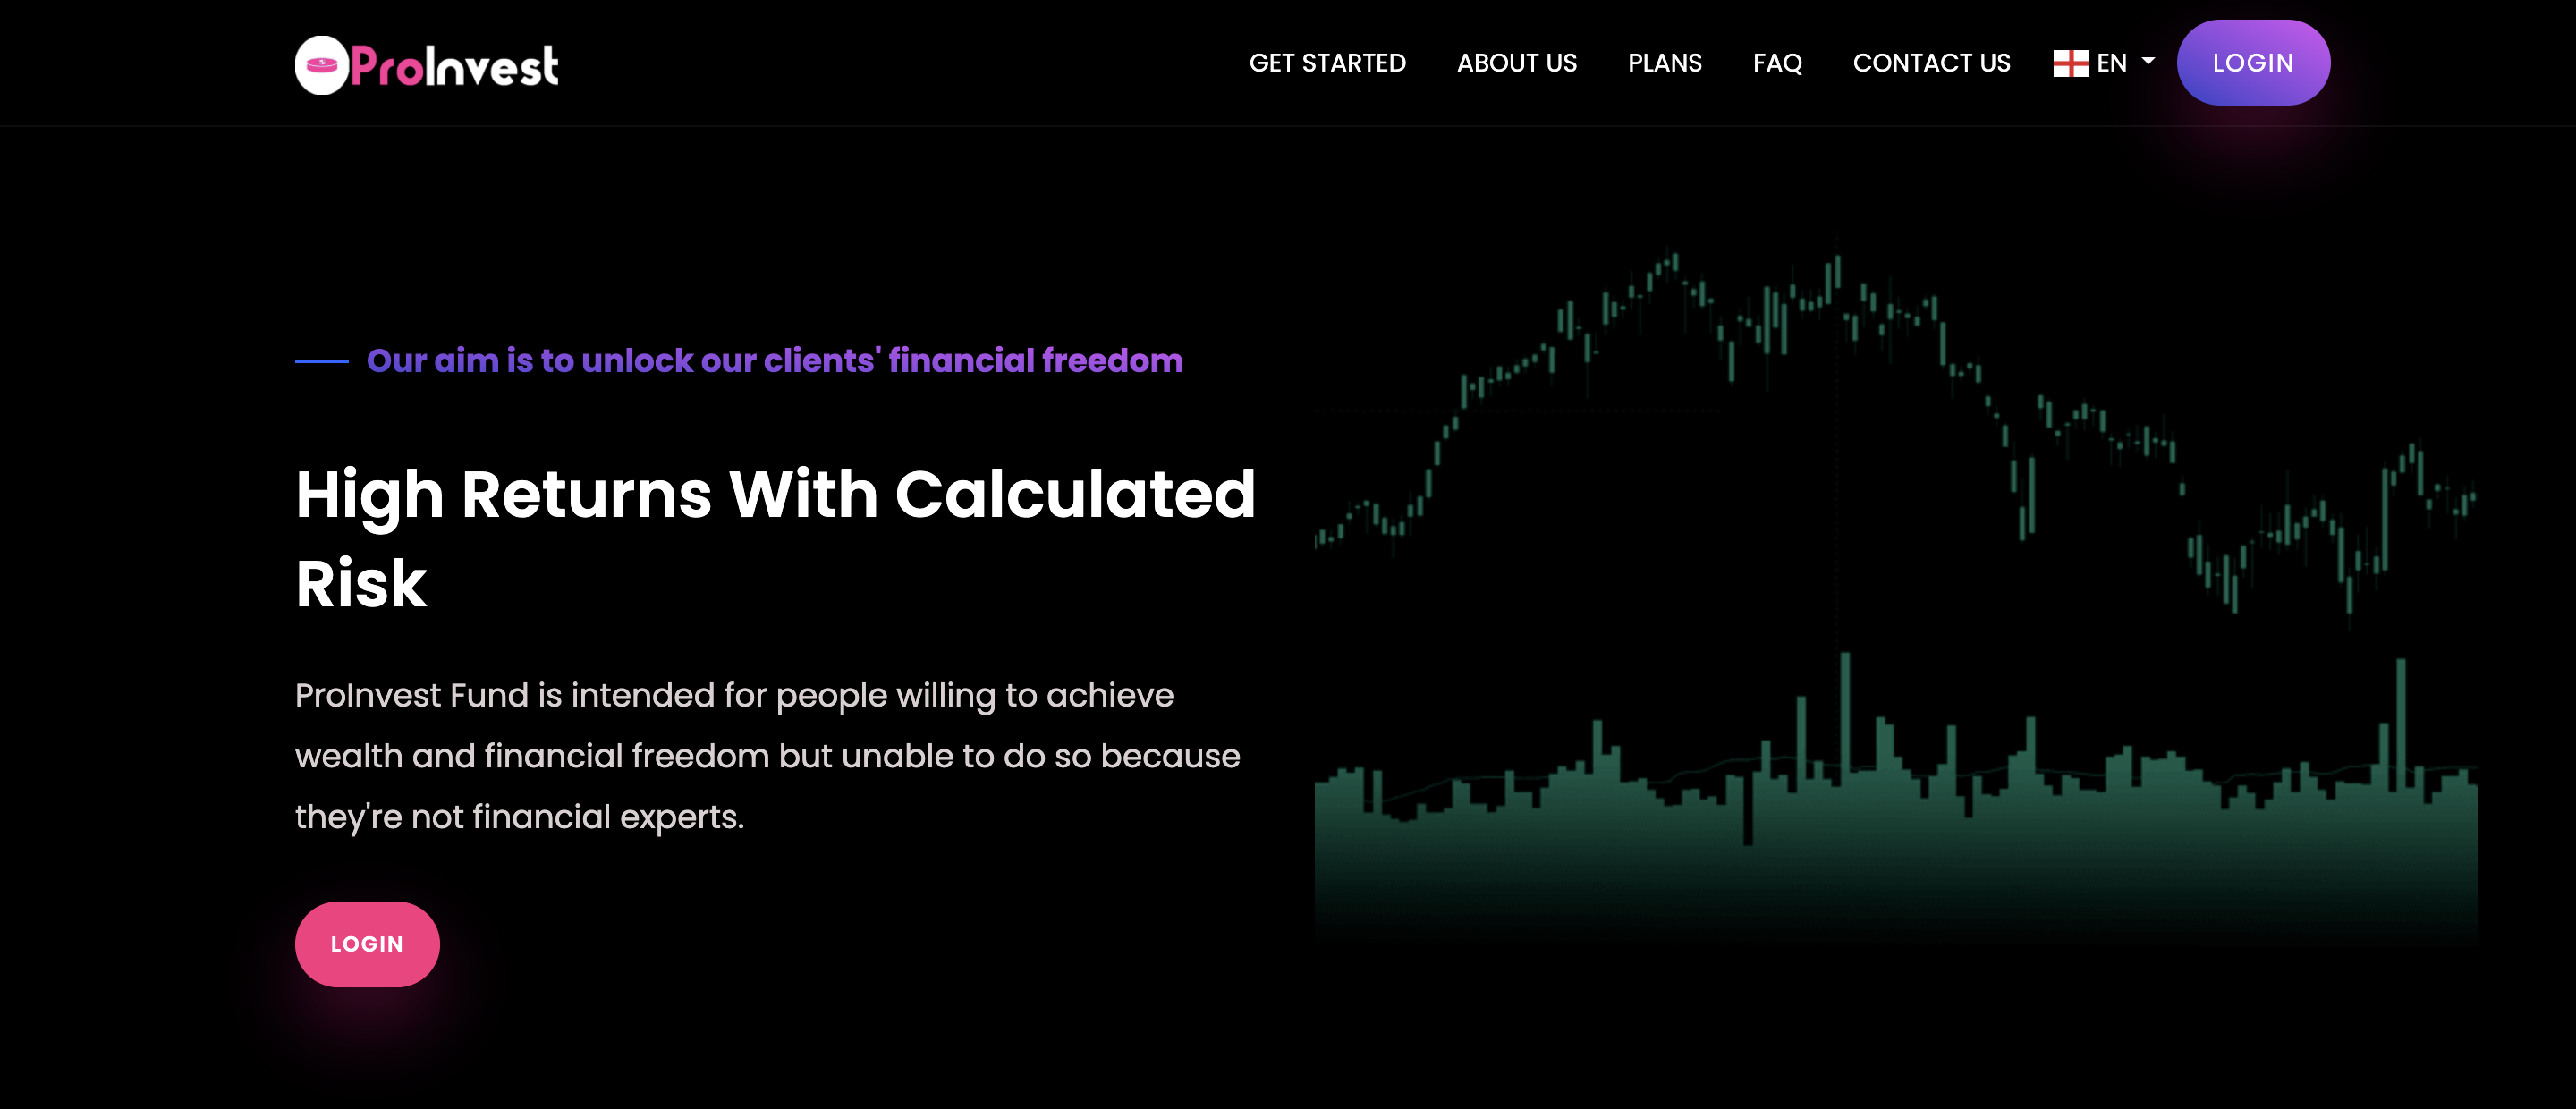 ProInvest
GET STARTED
ABOUT US
PLANS
FAQ
CONTACT US
EN
LOGIN
Our aim is to unlock our clients' financial freedom
High Returns With Calculated
Risk
ProInvest Fund is intended for people willing to achieve
wealth and financial freedom but unable to do so because
they're not financial experts.
LOGIN